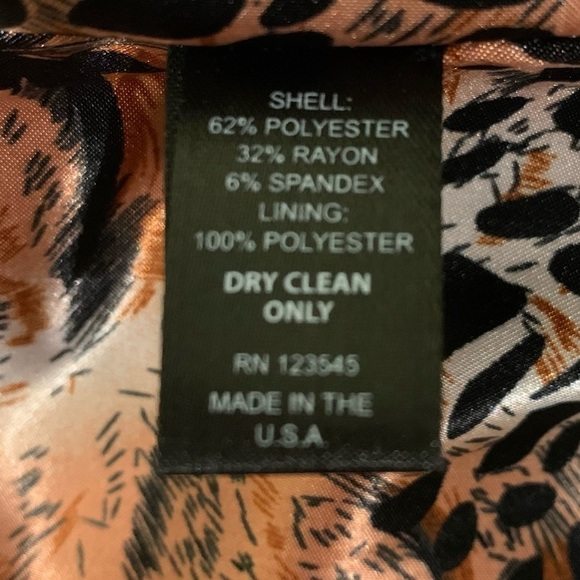 SHELL:
62% POLYESTER
32% RAYON
6% SPANDEX
LINING:
100% POLYESTER
DRY CLEAN
ONLY
RN 123545
MADE IN THE
U.S.A